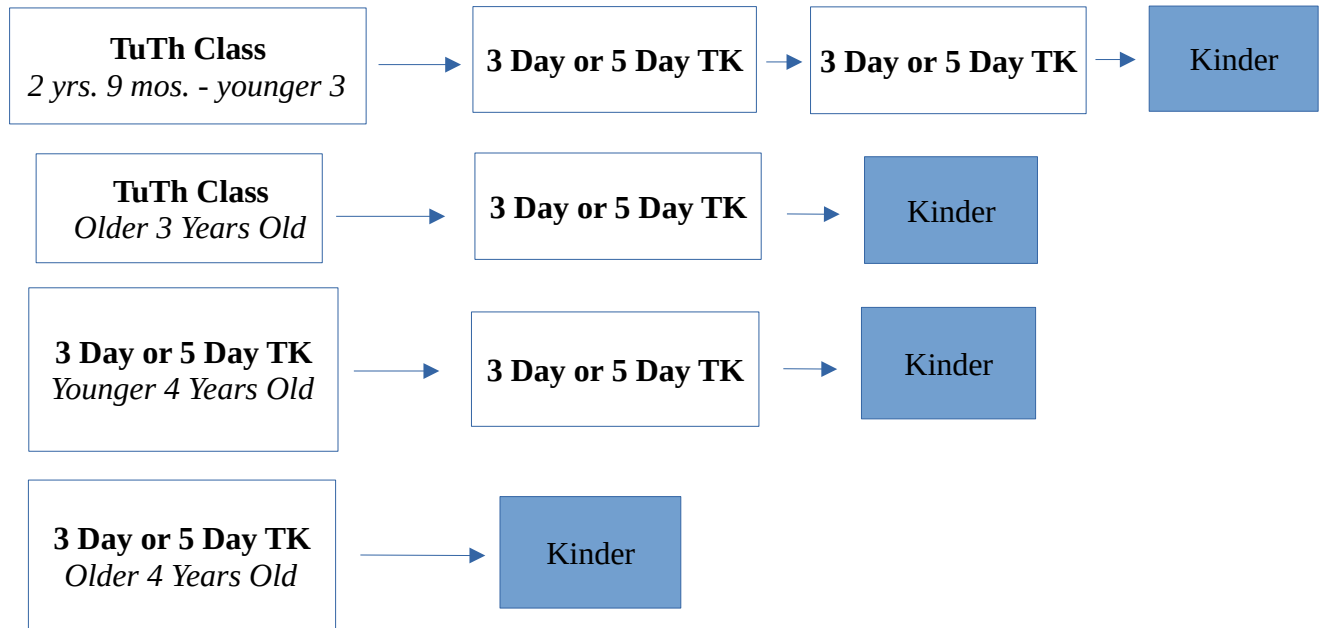 TuTh Class
2 yrs. 9 mos. - younger 3
3 Day or 5 Day TK
3 Day or 5 Day TK
Kinder
TuTh Class
Older 3 Years Old
3 Day or 5 Day TK
Kinder
3 Day or 5 Day TK
Younger 4 Years Old
3 Day or 5 Day TK
Kinder
3 Day or 5 Day TK
Older 4 Years Old
Kinder